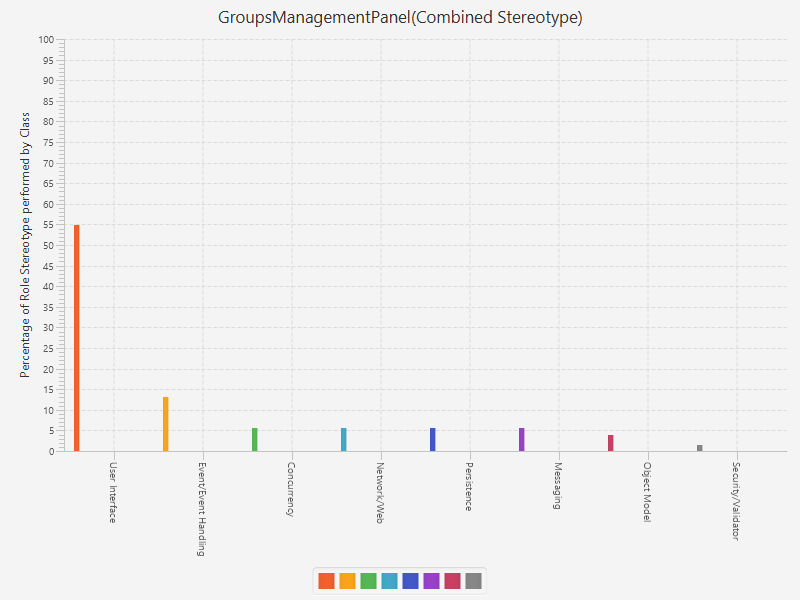 GroupsManagementPanel(Combined Stereotype)
Percentage of Role Stereotype performed by Class
100
95
90
85
80
75
70
65
60
55
50
45
40
35
30
25
20
15
10
5
0
User Interface
Event/Event Handling
Concurrency
Network/Web
Persistence
Messaging
Object Model
Security/Validator